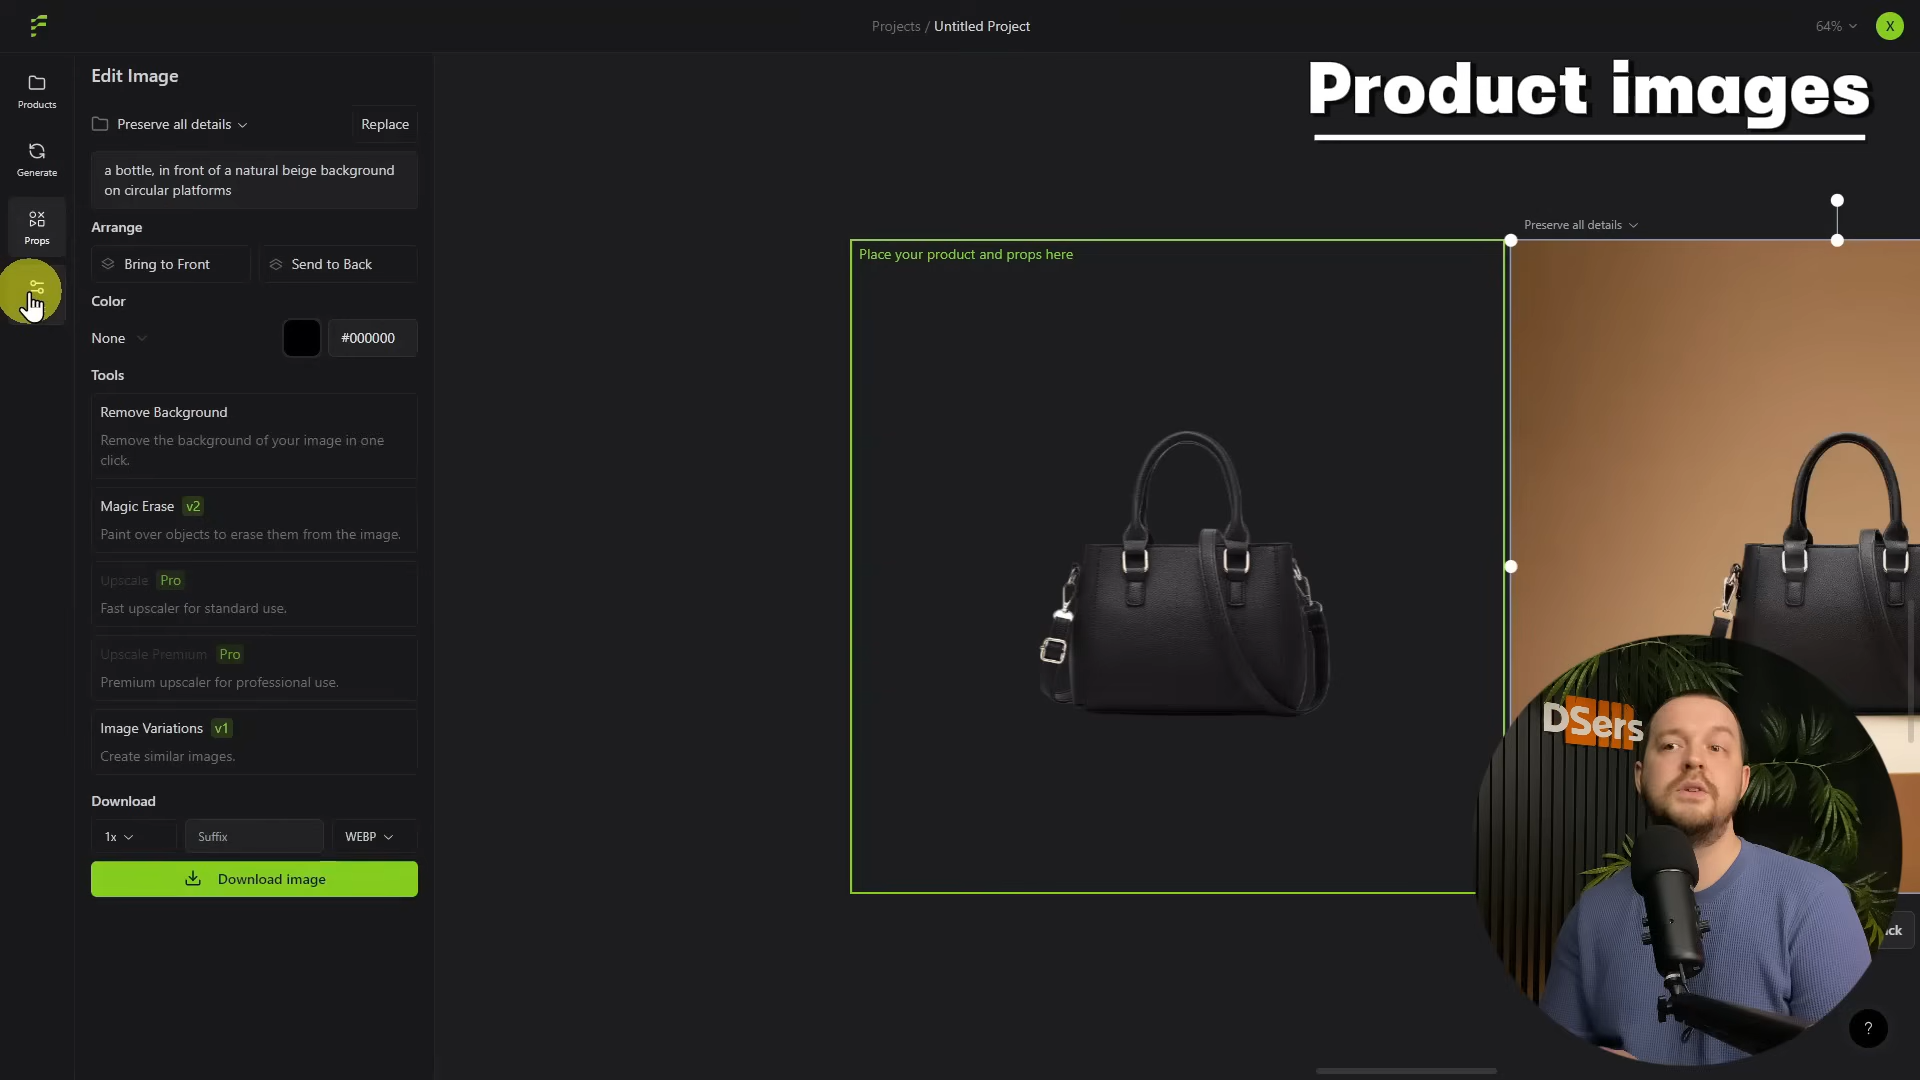 Projects / Untitled Project
64%
X
Product images
Products
Generate
Props
Edit Image
Preserve all details
Replace
a bottle, in front of a natural beige background
on circular platforms
Arrange
Bring to Front
Send to Back
Color
None
#000000
Tools
Remove Background
Remove the background of your image in one
click.
Magic Erase v2
Paint over objects to erase them from the image.
Upscale Pro
Fast upscaler for standard use.
Upscale Premium Pro
Premium upscaler for professional use.
Image Variations v1
Create similar images.
Download
1x
Suffix
WEBP
Download image
Place your product and props here
Preserve all details
DSers
?